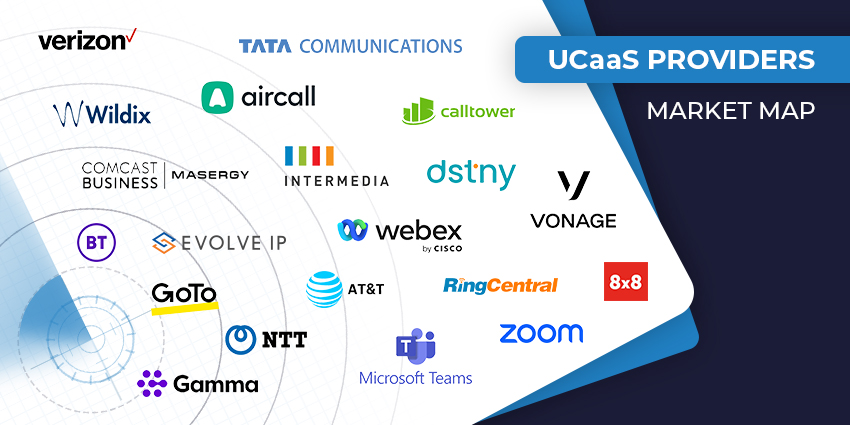 verizon✓
TATA COMMUNICATIONS
UCaaS PROVIDERS
MARKET MAP
Wildix
aircall
calltower
COMCAST
BUSINESS
MASERGY
INTERMEDIA
dstny
VONAGE
BT
EVOLVE IP
webex
by CISCO
GoTo
AT&T
RingCentral
8x8
NTT
zoom
T
Microsoft Teams
Gamma